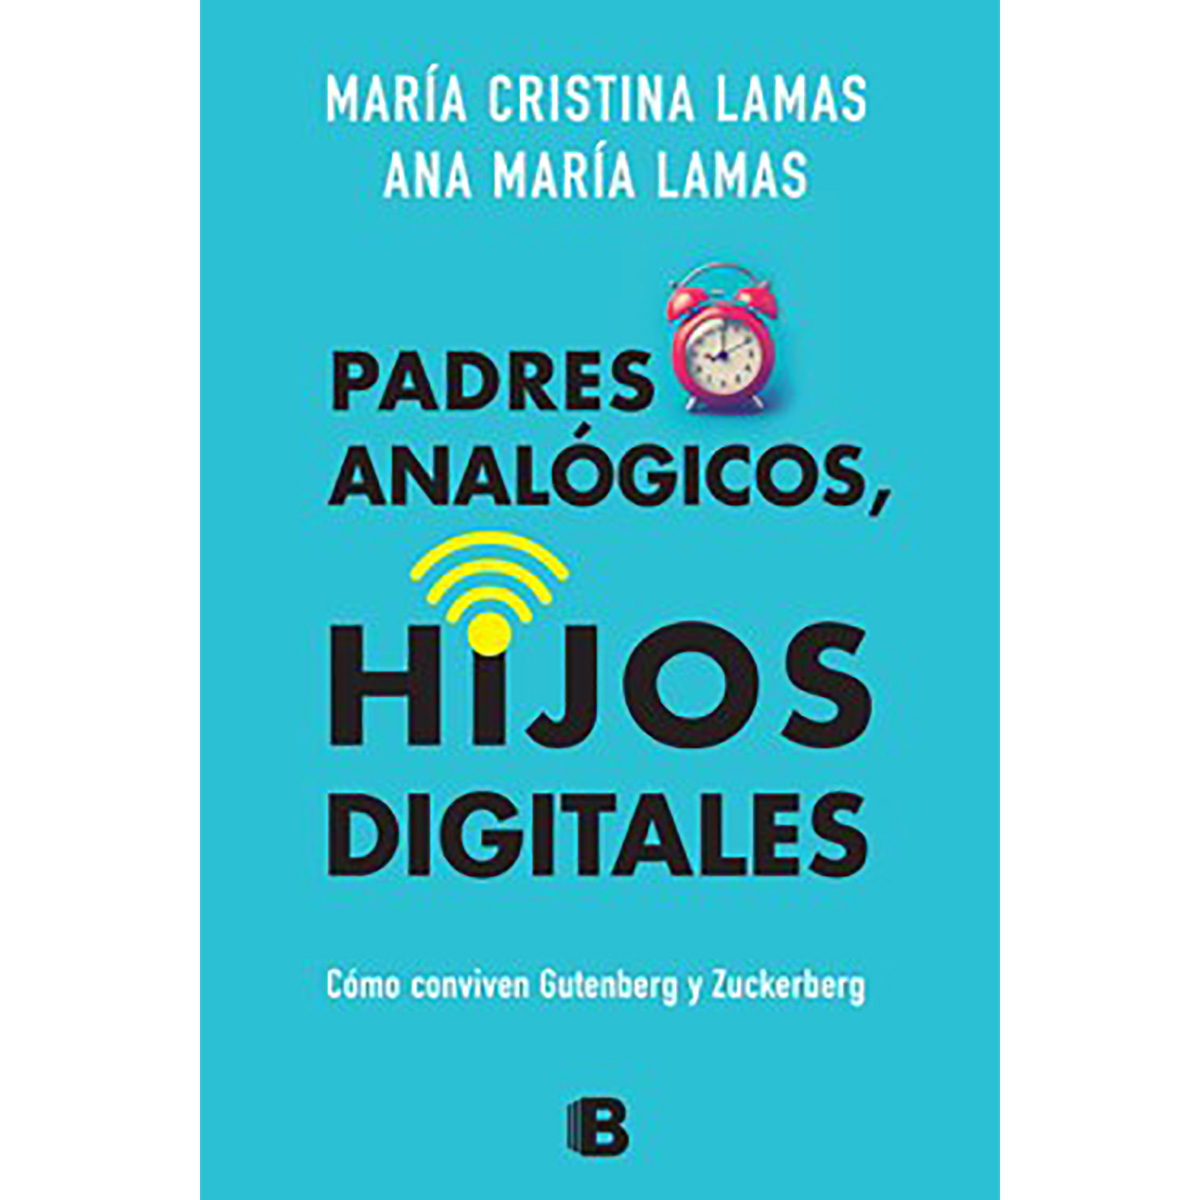 MARÍA CRISTINA LAMAS
ANA MARÍA LAMAS
PADRES
ANALÓGICOS,
HiJOS
DIGITALES
Cómo conviven Gutenberg y Zuckerberg
B